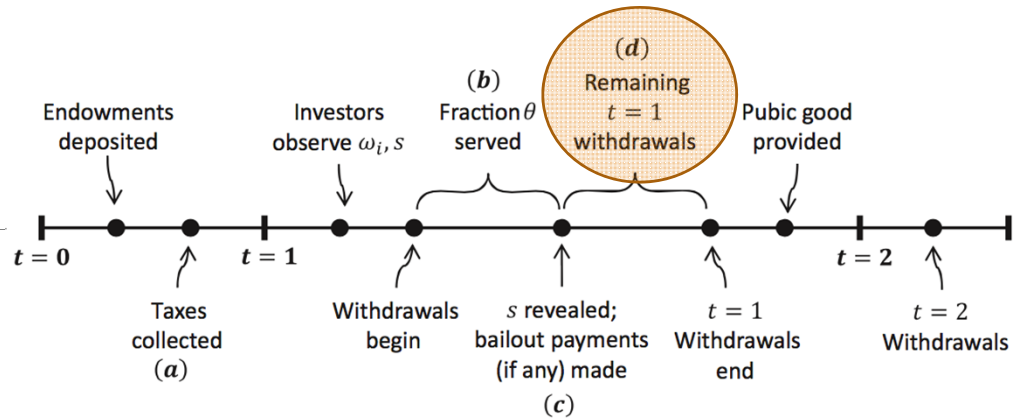 (d)
Remaining
t = 1
withdrawals
(b)
Fraction θ
served
Endowments
deposited
Investors
observe ωᵢ, s
Pubic good
provided
t = 0
t = 1
t = 2
Taxes
collected
(a)
Withdrawals
begin
s revealed;
bailout payments
(if any) made
(c)
t = 1
Withdrawals
end
t = 2
Withdrawals